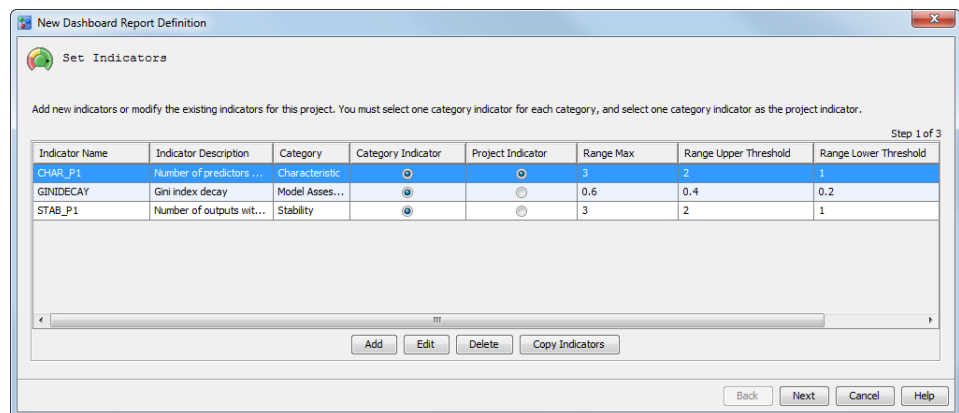 New Dashboard Report Definition
Set Indicators
Add new indicators or modify the existing indicators for this project. You must select one category indicator for each category, and select one category indicator as the project indicator.
Step 1 of 3
Indicator Name Indicator Description Category Category Indicator Project Indicator Range Max Range Upper Threshold Range Lower Threshold
CHAR_P1 Number of predictors ... Characteristic 3 2 1
GINIDECAY Gini index decay Model Asses... 0.6 0.4 0.2
STAB_P1 Number of outputs wit... Stability 3 2 1
Add Edit Delete Copy Indicators
Back Next Cancel Help